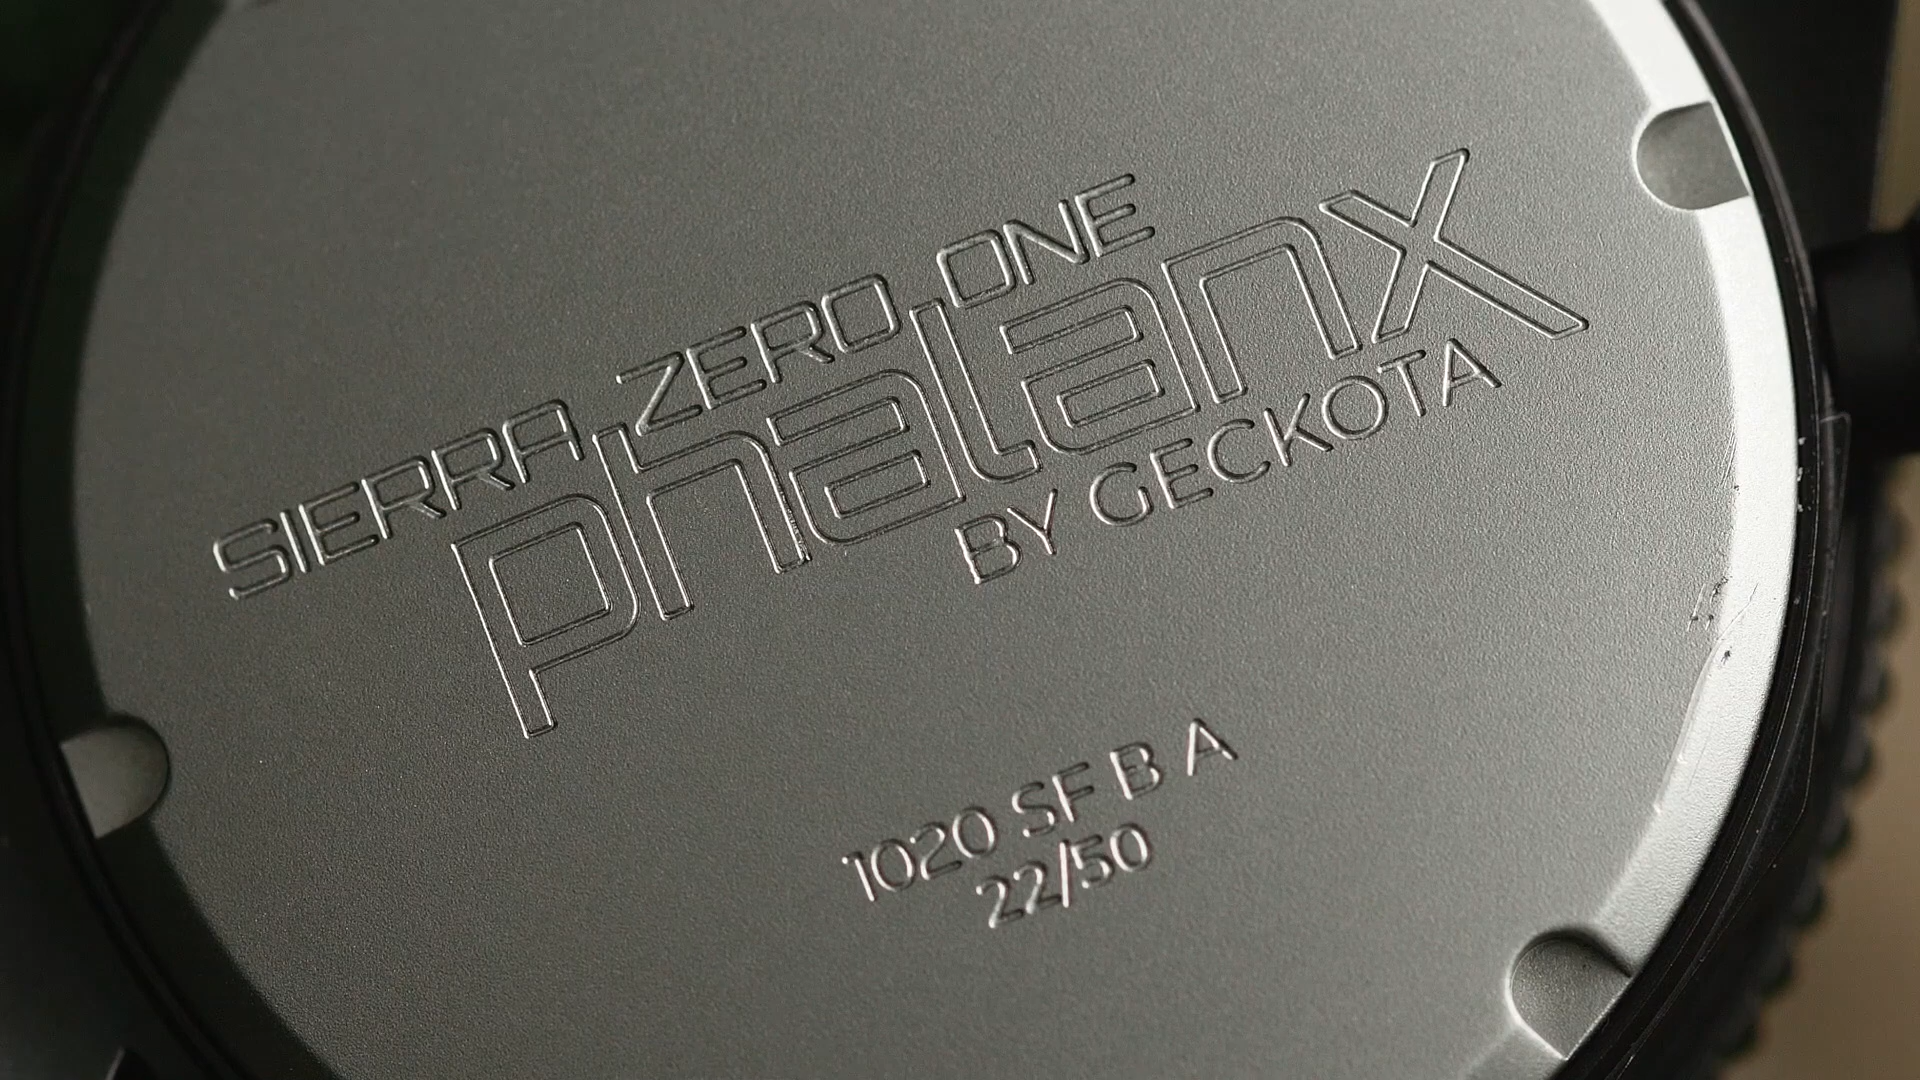 SIERRA ZERO ONE
phalanx
BY GECKOTA
1020 SF B A
22/50